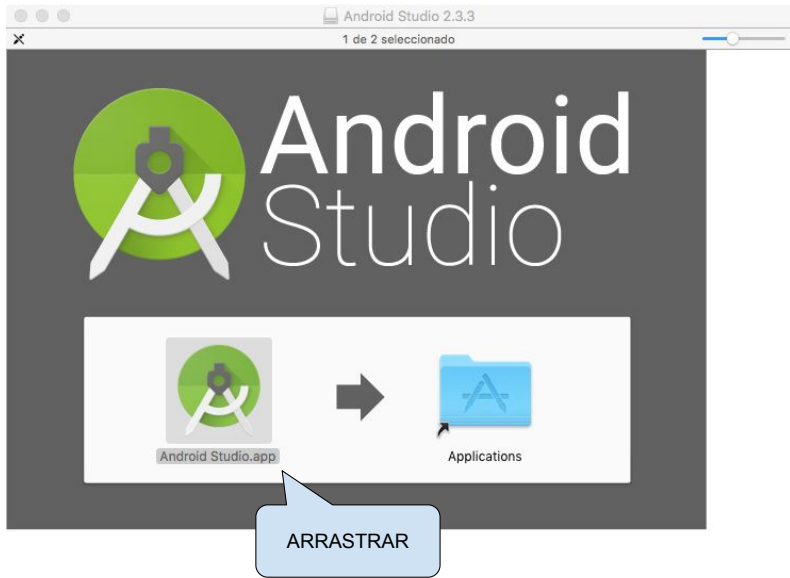 Android Studio 2.3.3
1 de 2 seleccionado
Android
Studio
Android Studio.app
Applications
ARRASTRAR